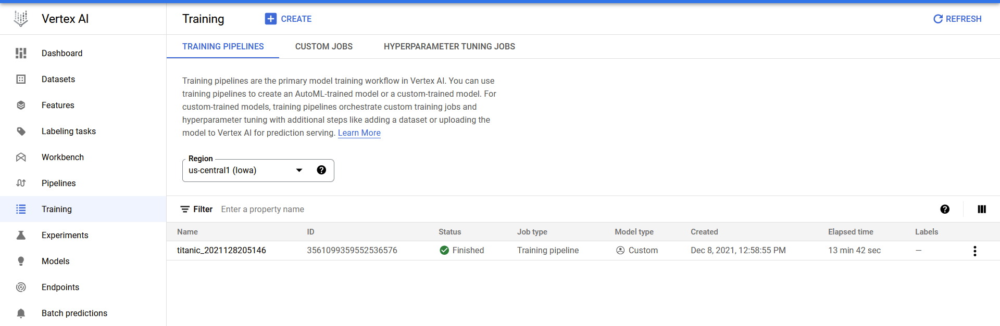 Vertex AI
Training
CREATE
REFRESH
Dashboard
Datasets
Features
Labeling tasks
Workbench
Pipelines
Training
Experiments
Models
Endpoints
Batch predictions
TRAINING PIPELINES CUSTOM JOBS HYPERPARAMETER TUNING JOBS
Training pipelines are the primary model training workflow in Vertex AI. You can use
training pipelines to create an AutoML-trained model or a custom-trained model. For
custom-trained models, training pipelines orchestrate custom training jobs and
hyperparameter tuning with additional steps like adding a dataset or uploading the
model to Vertex AI for prediction serving. Learn More
Region
us-central1 (Iowa)
Filter Enter a property name
Name ID Status Job type Model type Created Elapsed time Labels
titanic_2021128205146 3561099359552536576 Finished Training pipeline Custom Dec 8, 2021, 12:58:55 PM 13 min 42 sec —